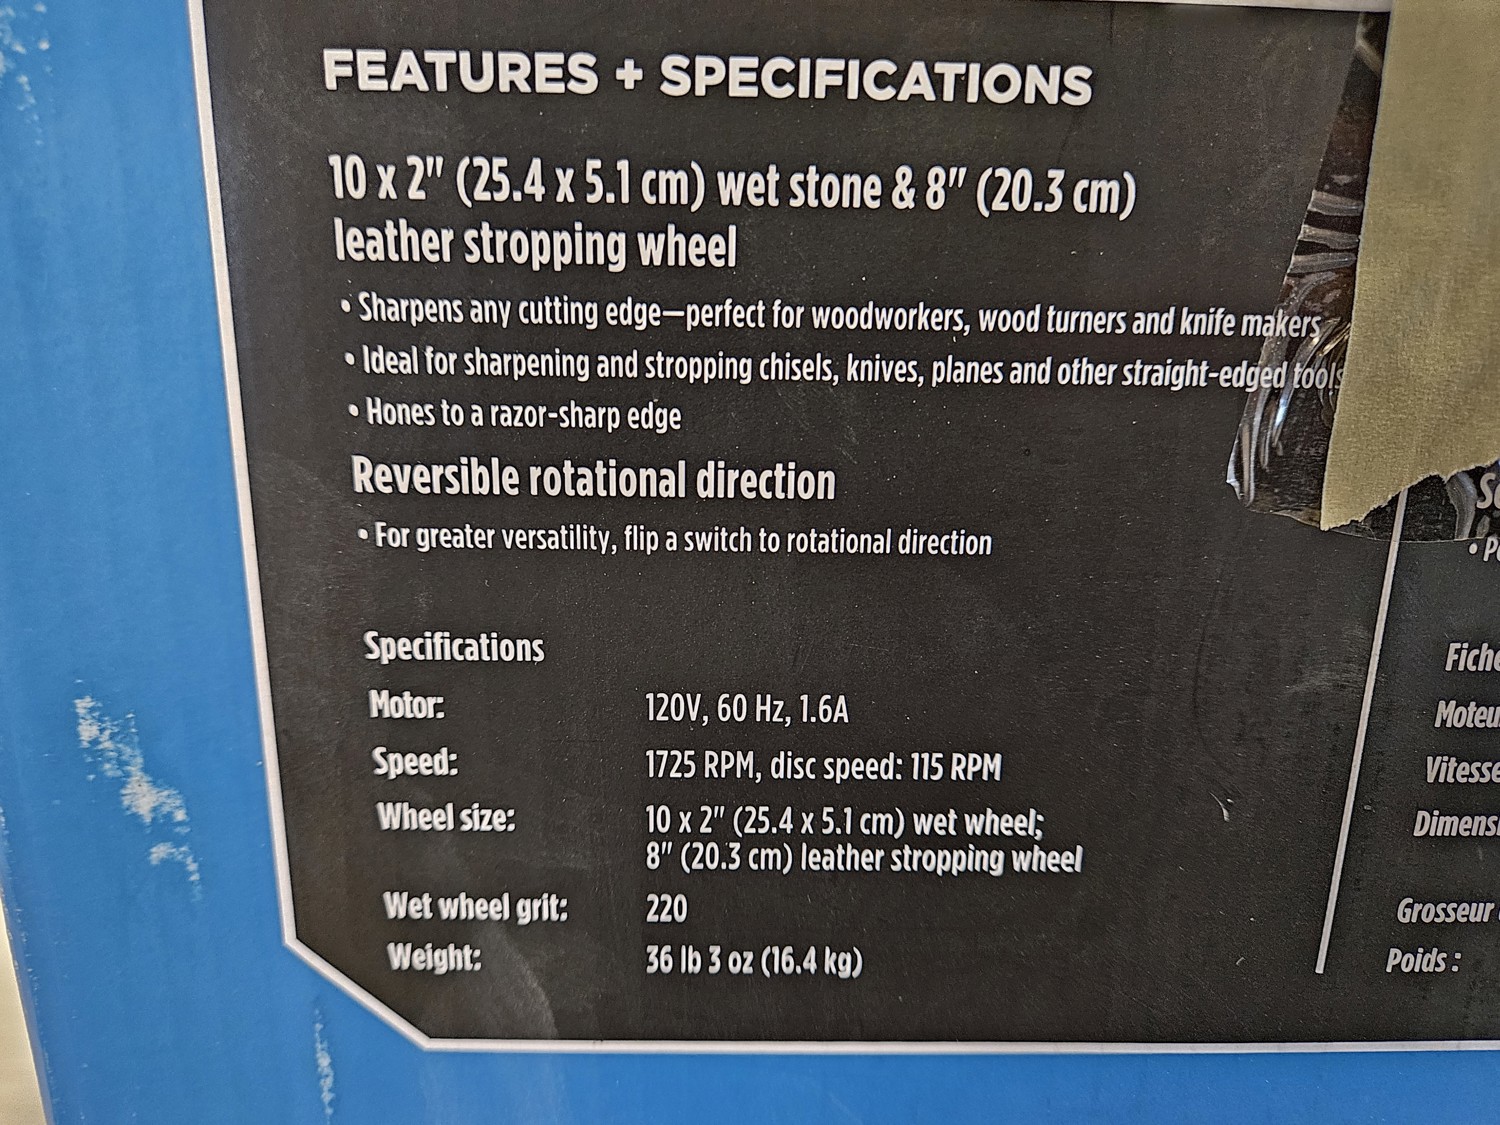 FEATURES + SPECIFICATIONS
10 x 2" (25.4 x 5.1 cm) wet stone & 8" (20.3 cm)
leather stropping wheel
• Sharpens any cutting edge—perfect for woodworkers, wood turners and knife makers
• Ideal for sharpening and stropping chisels, knives, planes and other straight-edged tools
• Hones to a razor-sharp edge
Reversible rotational direction
• For greater versatility, flip a switch to rotational direction
Specifications
Motor: 120V, 60 Hz, 1.6A
Speed: 1725 RPM, disc speed: 115 RPM
Wheel size: 10 x 2" (25.4 x 5.1 cm) wet wheel;
8" (20.3 cm) leather stropping wheel
Wet wheel grit: 220
Weight: 36 lb 3 oz (16.4 kg)
Fiche
Moteu
Vitesse
Dimensi
Grosseur
Poids :